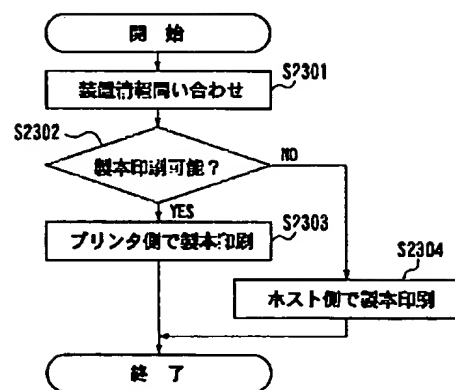 開 始
S2301
装置情報問い合わせ
S2302
製本印刷可能？
NO
YES
S2303
プリンタ側で製本印刷
S2304
ホスト側で製本印刷
終 了